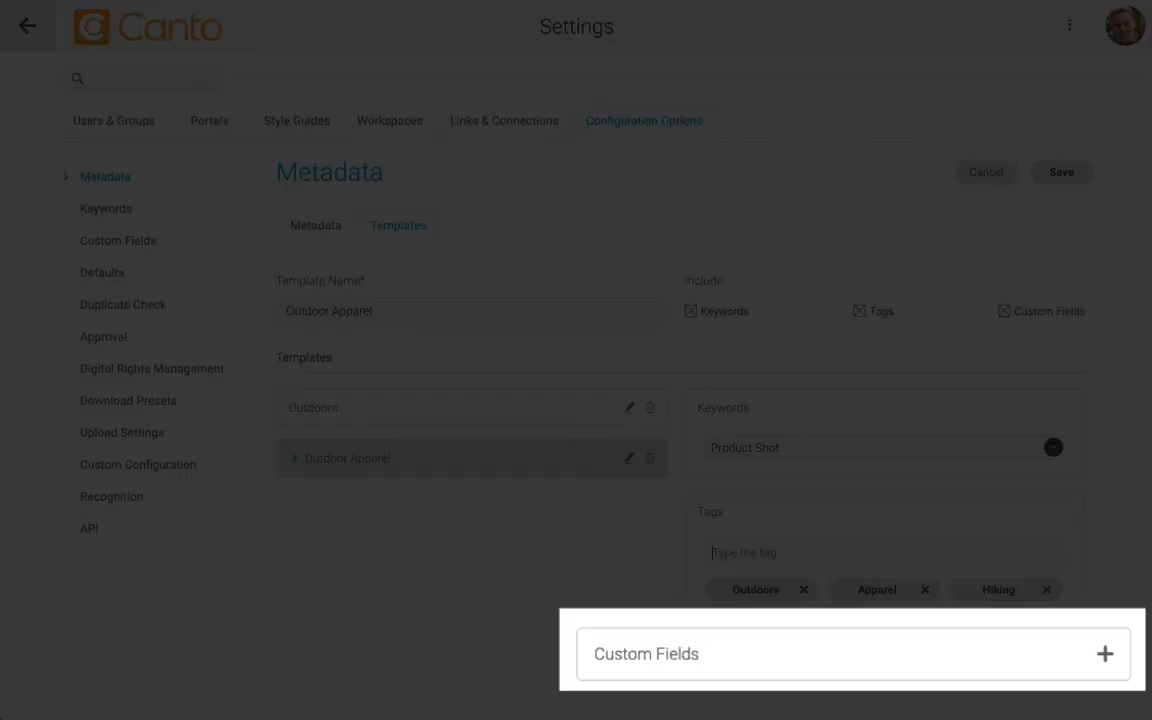 Canto
Settings
Users & Groups
Portals
Style Guides
Workspaces
Links & Connections
Configuration Options
Metadata
Keywords
Custom Fields
Defaults
Duplicate Check
Approval
Digital Rights Management
Download Presets
Upload Settings
Custom Configuration
Recognition
API
Metadata
Cancel
Save
Metadata
Templates
Template Name*
Outdoor Apparel
Include
Keywords
Tags
Custom Fields
Templates
Outdoors
Outdoor Apparel
Keywords
Product Shot
Tags
Type the tag
Outdoors
Apparel
Hiking
Custom Fields